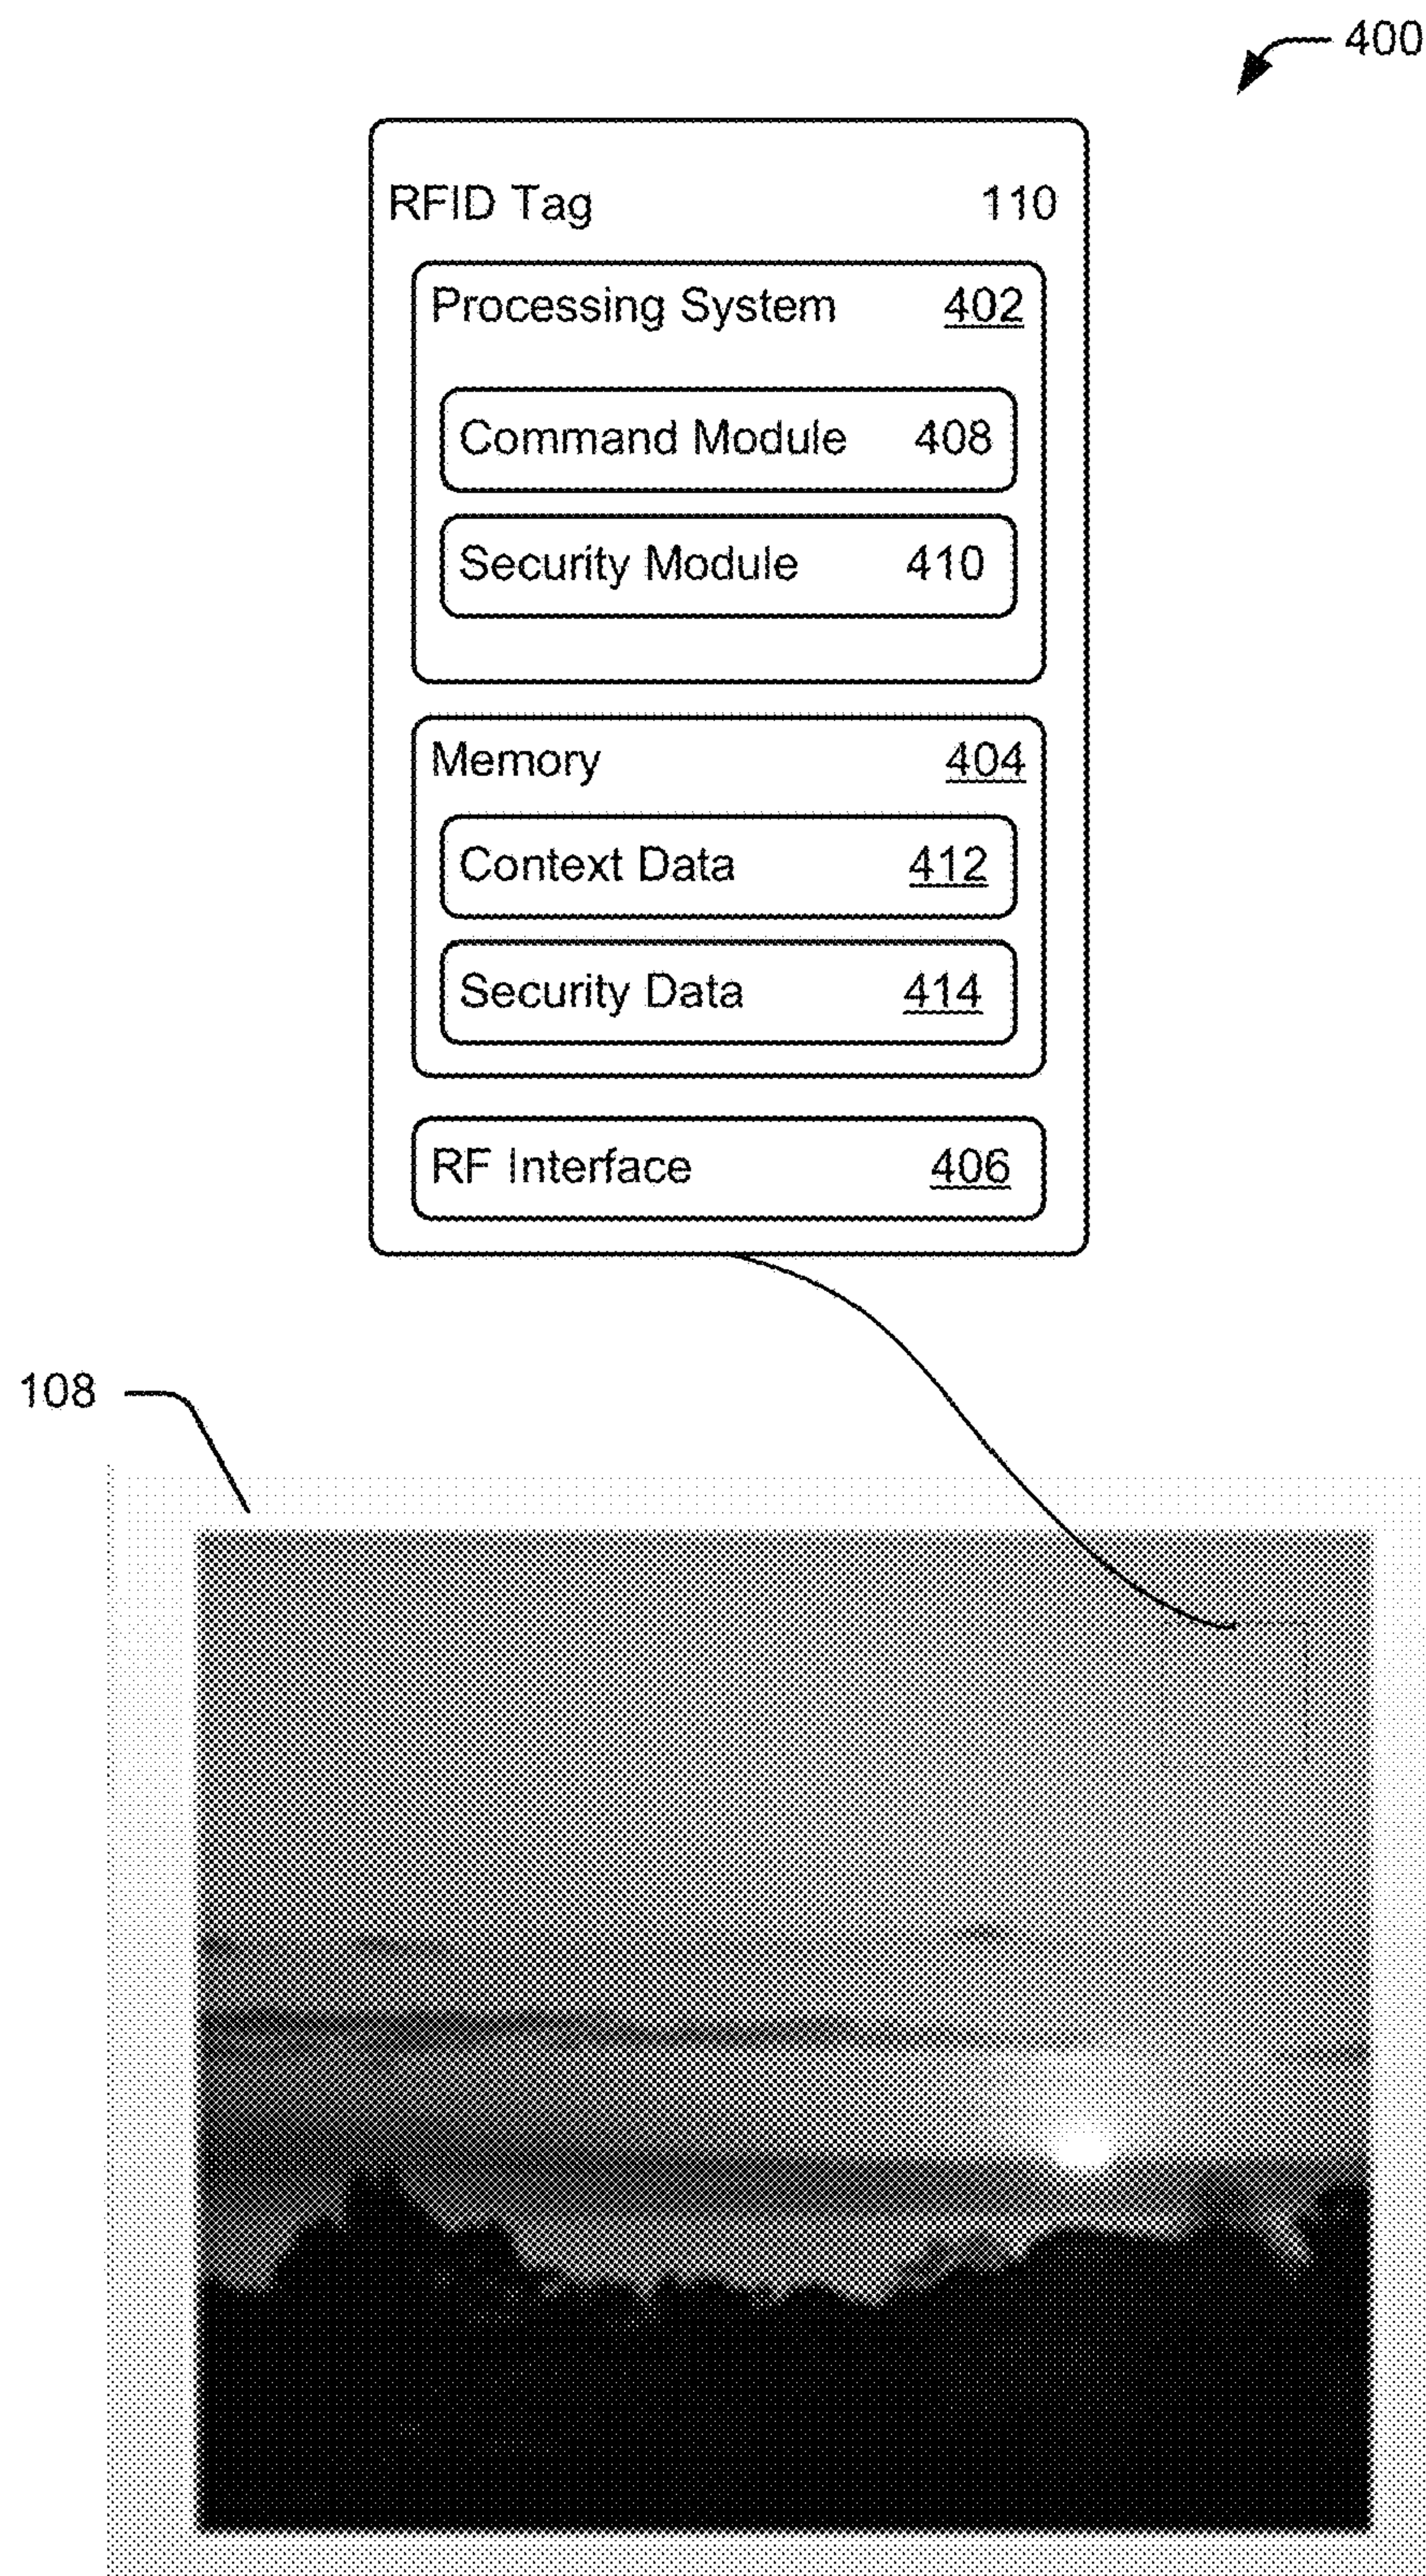 400
RFID Tag 110
Processing System 402
Command Module 408
Security Module 410
Memory 404
Context Data 412
Security Data 414
RF Interface 406
108